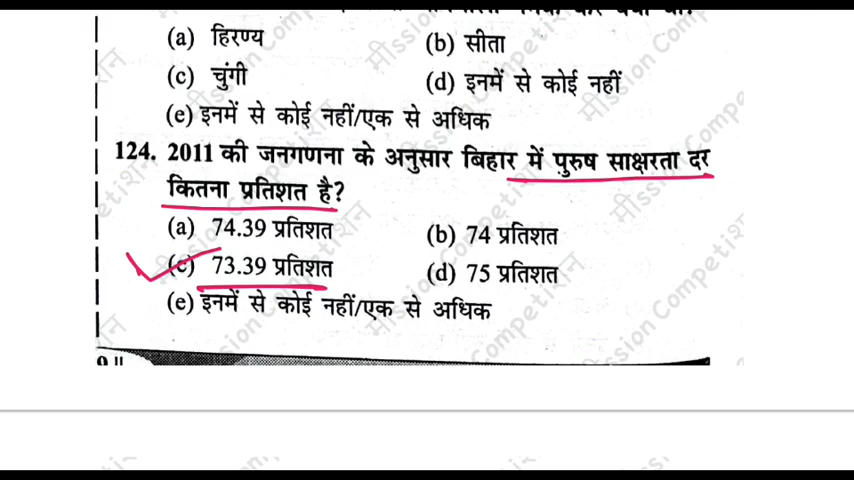 (a) हिरण्य (b) सीता
(c) चुंगी (d) इनमें से कोई नहीं
(e) इनमें से कोई नहीं/एक से अधिक
124. 2011 की जनगणना के अनुसार बिहार में पुरुष साक्षरता दर
कितना प्रतिशत है?
(a) 74.39 प्रतिशत (b) 74 प्रतिशत
(c) 73.39 प्रतिशत (d) 75 प्रतिशत
(e) इनमें से कोई नहीं/एक से अधिक